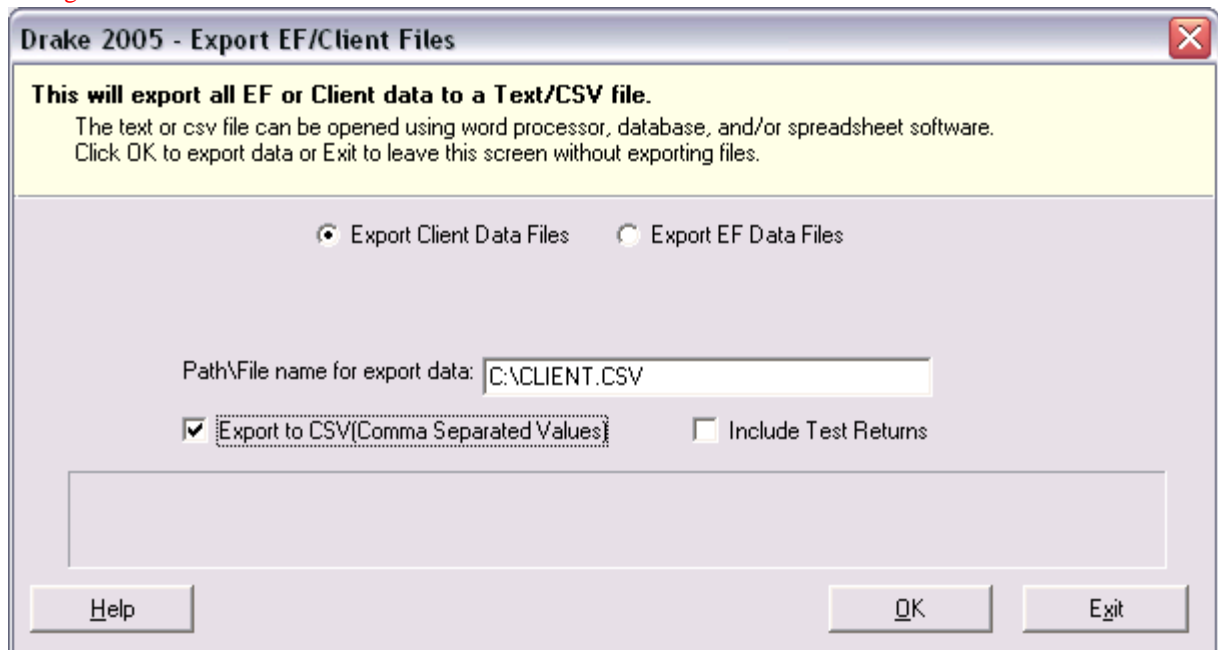 Drake 2005 - Export EF/Client Files
This will export all EF or Client data to a Text/CSV file.
The text or csv file can be opened using word processor, database, and/or spreadsheet software.
Click OK to export data or Exit to leave this screen without exporting files.
Export Client Data Files Export EF Data Files
Path\File name for export data: C:\CLIENT.CSV
Export to CSV(Comma Separated Values) Include Test Returns
Help OK Exit